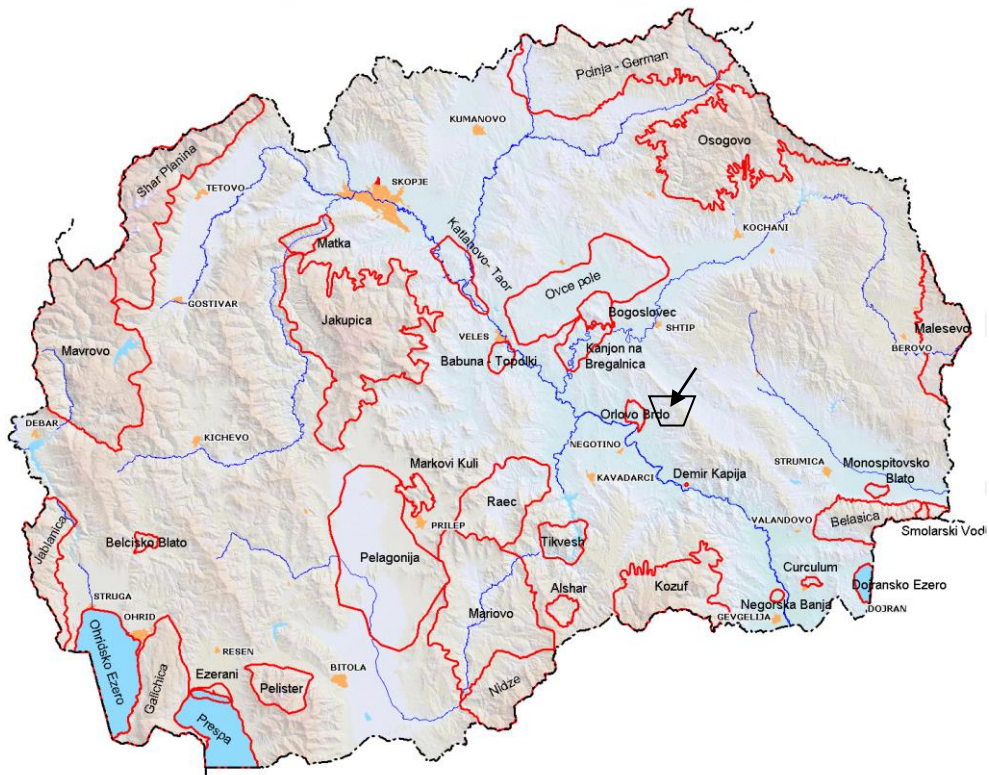 Pcinja - German
KUMANOVO
Osogovo
Shar Planina
TETOVO
SKOPJE
KOCHANI
Matka
Katlanovo- Taor
Ovce pole
GOSTIVAR
Jakupica
Bogoslovec
SHTIP
Malesevo
Mavrovo
VELES
BEROVO
Babuna - Topolki
Kanjon na
Bregalnica
Orlovo Brdo
DEBAR
KICHEVO
NEGOTINO
Markovi Kuli
KAVADARCI
Demir Kapija
STRUMICA
Monospitovsko
Blato
Raec
PRILEP
Jablanica
Belcisko Blato
Pelagonija
Tikvesh
VALANDOVO
Belasica
Smolarski Vod
Alshar
Kozuf
Curculum
Dojransko Ezero
STRUGA
OHRID
Mariovo
Negorska Banja
GEVGELIJA
DOJRAN
Ohridsko Ezero
Galichica
RESEN
Ezerani
Pelister
BITOLA
Nidze
Prespa